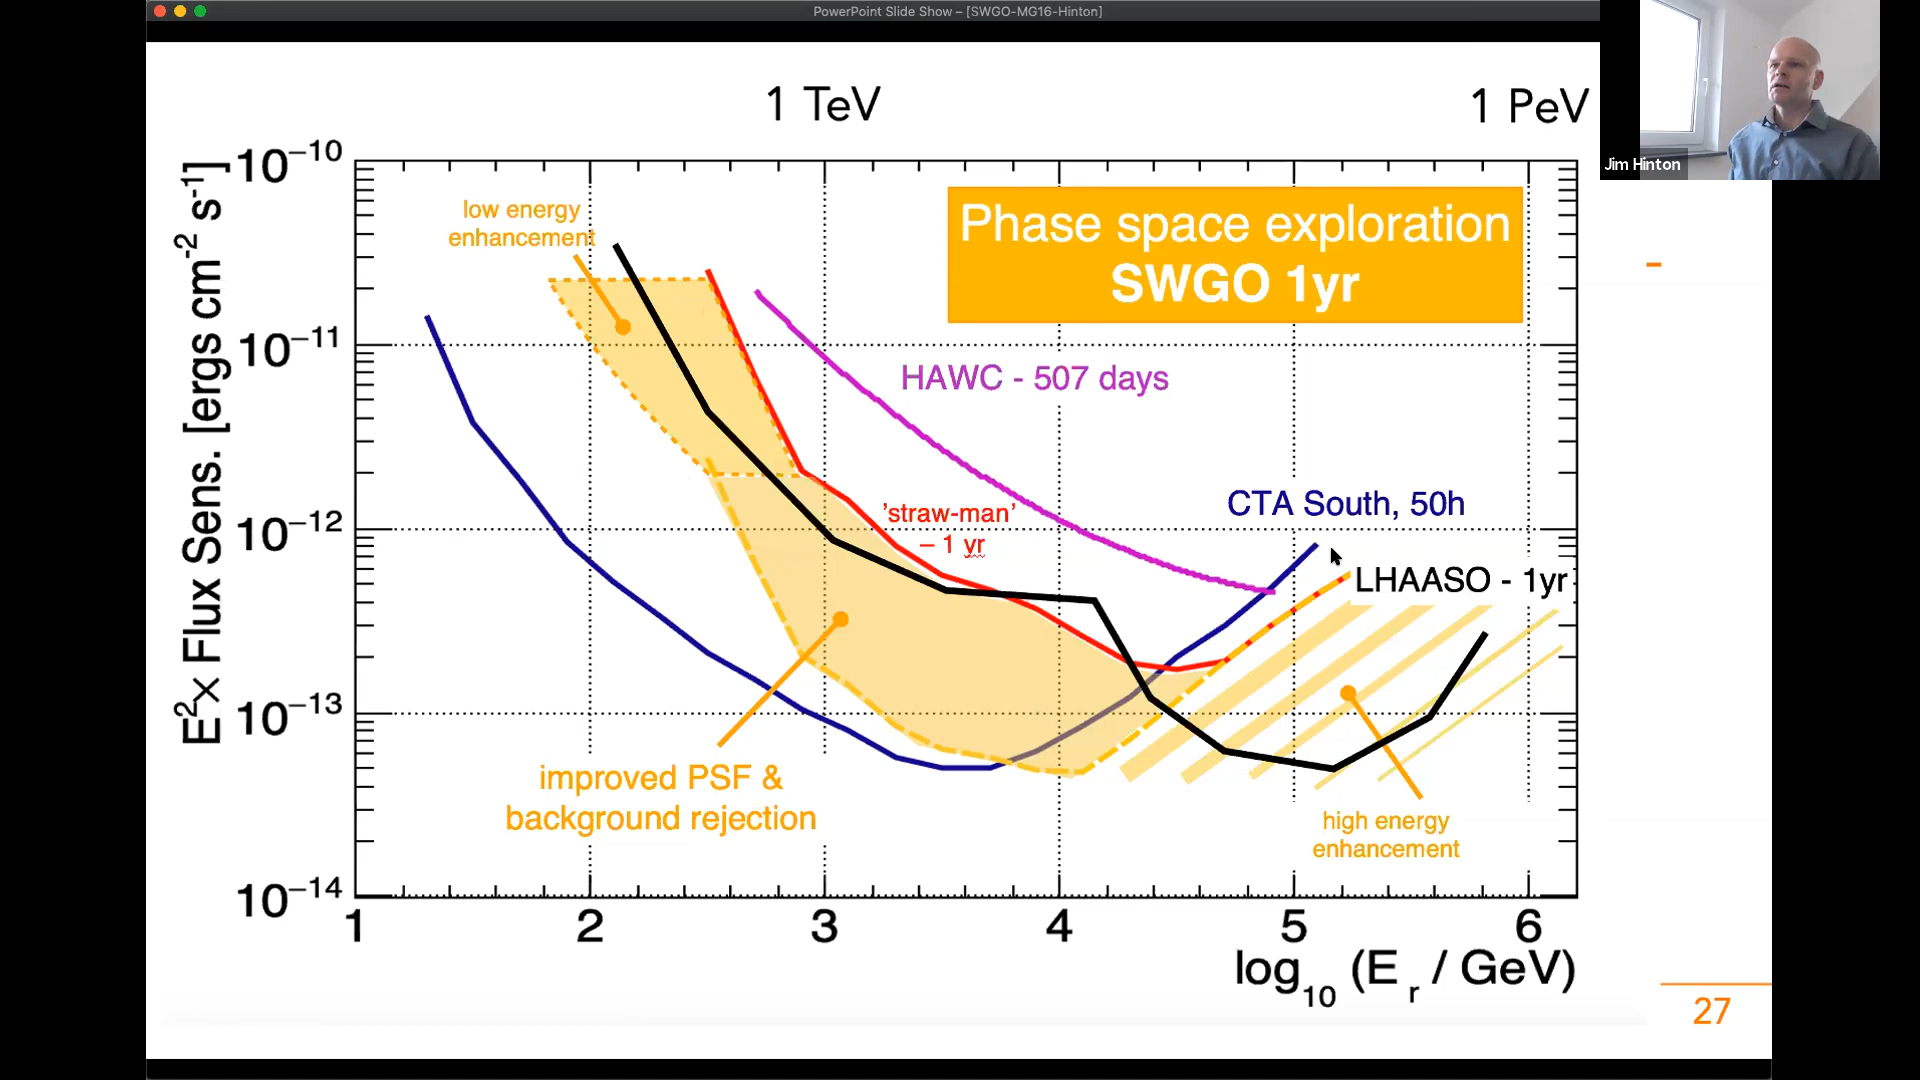 PowerPoint Slide Show – [SWGO-MG16-Hinton]
Jim Hinton
1 TeV
1 PeV
E² × Flux Sens. [ergs cm⁻² s⁻¹]
10⁻¹⁰
10⁻¹¹
10⁻¹²
10⁻¹³
10⁻¹⁴
low energy
enhancement
Phase space exploration
SWGO 1yr
HAWC - 507 days
CTA South, 50h
'straw-man'
– 1 yr
LHAASO - 1yr
improved PSF &
background rejection
high energy
enhancement
1 2 3 4 5 6
log₁₀ (E_r / GeV)
27